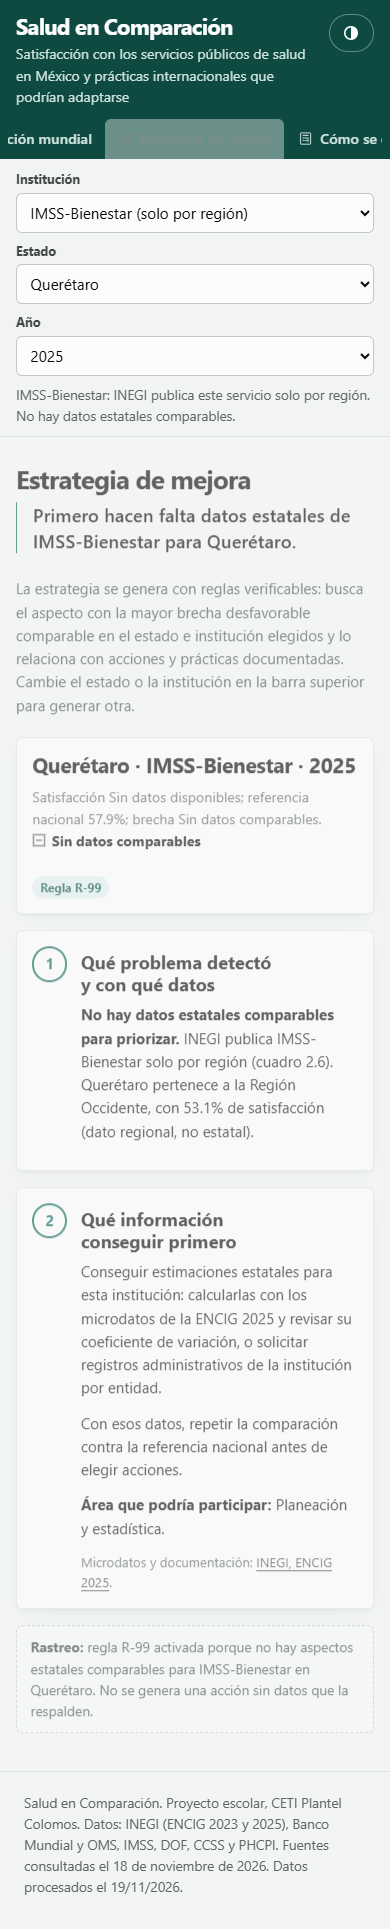 Salud en Comparación
Satisfacción con los servicios públicos de salud
en México y prácticas internacionales que
podrían adaptarse
ción mundial
Estrategia de mejora
Cómo se
Institución
IMSS-Bienestar (solo por región)
Estado
Querétaro
Año
2025
IMSS-Bienestar: INEGI publica este servicio solo por región.
No hay datos estatales comparables.
Estrategia de mejora
Primero hacen falta datos estatales de
IMSS-Bienestar para Querétaro.
La estrategia se genera con reglas verificables: busca
el aspecto con la mayor brecha desfavorable
comparable en el estado e institución elegidos y lo
relaciona con acciones y prácticas documentadas.
Cambie el estado o la institución en la barra superior
para generar otra.
Querétaro · IMSS-Bienestar · 2025
Satisfacción Sin datos disponibles; referencia
nacional 57.9%; brecha Sin datos comparables.
Sin datos comparables
Regla R-99
1
Qué problema detectó
y con qué datos
No hay datos estatales comparables
para priorizar. INEGI publica IMSS-
Bienestar solo por región (cuadro 2.6).
Querétaro pertenece a la Región
Occidente, con 53.1% de satisfacción
(dato regional, no estatal).
2
Qué información
conseguir primero
Conseguir estimaciones estatales para
esta institución: calcularlas con los
microdatos de la ENCIG 2025 y revisar su
coeficiente de variación, o solicitar
registros administrativos de la institución
por entidad.
Con esos datos, repetir la comparación
contra la referencia nacional antes de
elegir acciones.
Área que podría participar: Planeación
y estadística.
Microdatos y documentación: INEGI, ENCIG
2025.
Rastreo: regla R-99 activada porque no hay aspectos
estatales comparables para IMSS-Bienestar en
Querétaro. No se genera una acción sin datos que la
respalden.
Salud en Comparación. Proyecto escolar, CETI Plantel
Colomos. Datos: INEGI (ENCIG 2023 y 2025), Banco
Mundial y OMS, IMSS, DOF, CCSS y PHCPI. Fuentes
consultadas el 18 de noviembre de 2026. Datos
procesados el 19/11/2026.